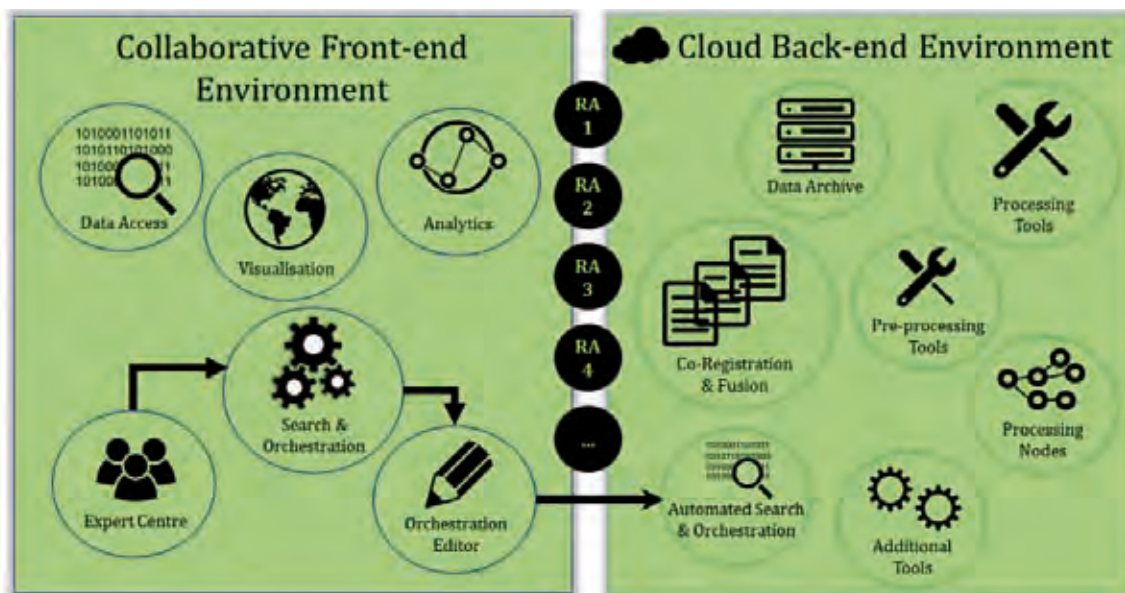 Collaborative Front-end
Environment
1010001101011
1010110101000
Data Access
Visualisation
Analytics
Search &
Orchestration
Expert Centre
Orchestration
Editor
RA
1
RA
2
RA
3
RA
4
...
Cloud Back-end Environment
Data Archive
Processing
Tools
Co-Registration
& Fusion
Pre-processing
Tools
Processing
Nodes
Automated Search
& Orchestration
Additional
Tools